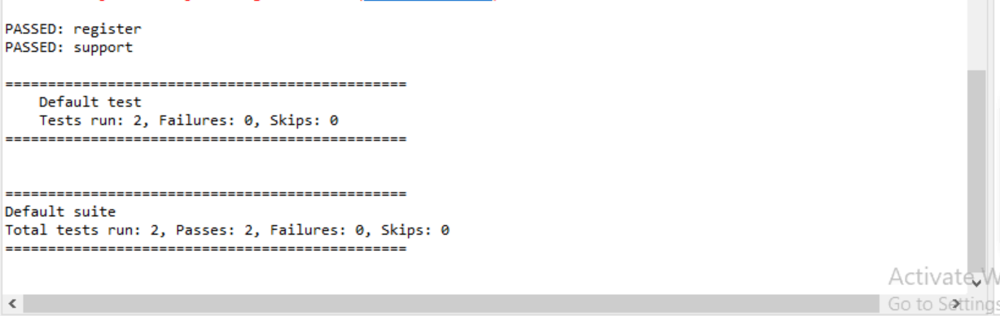 PASSED: register
PASSED: support
===============================================
    Default test
    Tests run: 2, Failures: 0, Skips: 0
===============================================
===============================================
Default suite
Total tests run: 2, Passes: 2, Failures: 0, Skips: 0
===============================================
Activate W
Go to Settings